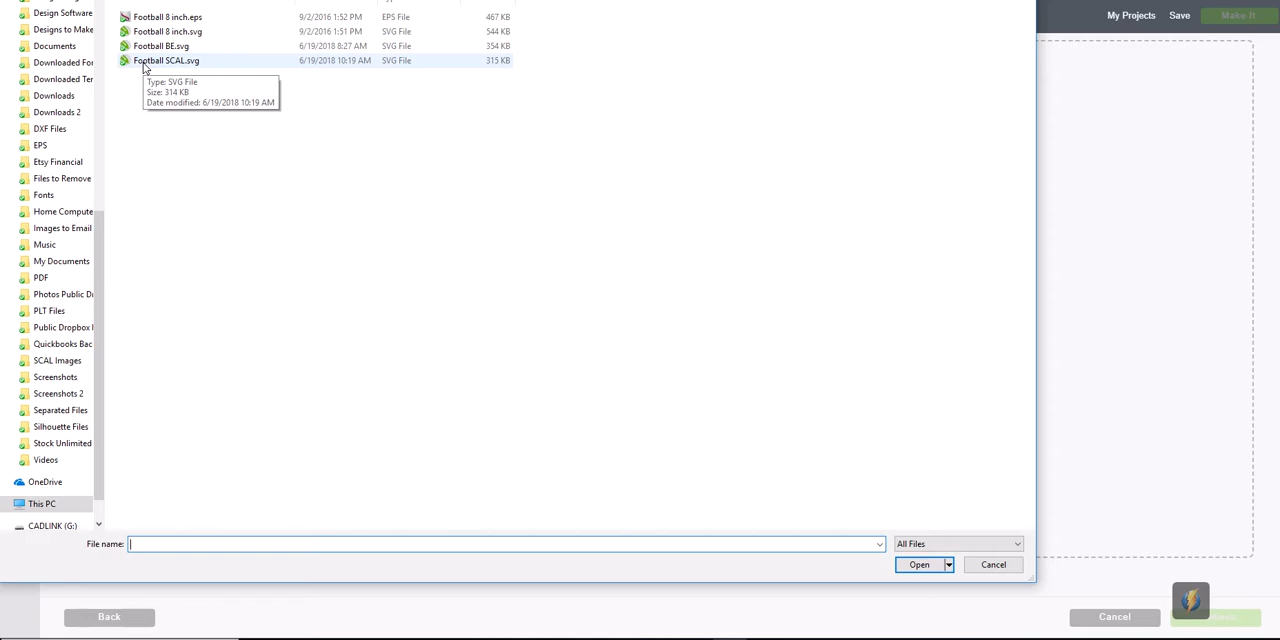 My Projects Save Make It
Football 8 inch.eps 9/2/2016 1:52 PM EPS File 467 KB
Football 8 inch.svg 9/2/2016 1:51 PM SVG File 544 KB
Football BE.svg 6/19/2018 8:27 AM SVG File 354 KB
Football SCAL.svg 6/19/2018 10:19 AM SVG File 315 KB
Type: SVG File
Size: 314 KB
Date modified: 6/19/2018 10:19 AM
Design Software
Designs to Make
Documents
Downloaded For
Downloaded Ter
Downloads
Downloads 2
DXF Files
EPS
Etsy Financial
Files to Remove
Fonts
Home Compute
Images to Email
Music
My Documents
PDF
Photos Public Dr
PLT Files
Public Dropbox I
Quickbooks Bac
SCAL Images
Screenshots
Screenshots 2
Separated Files
Silhouette Files
Stock Unlimited
Videos
OneDrive
This PC
CADLINK (G:)
File name: All Files
Open Cancel
Back Cancel